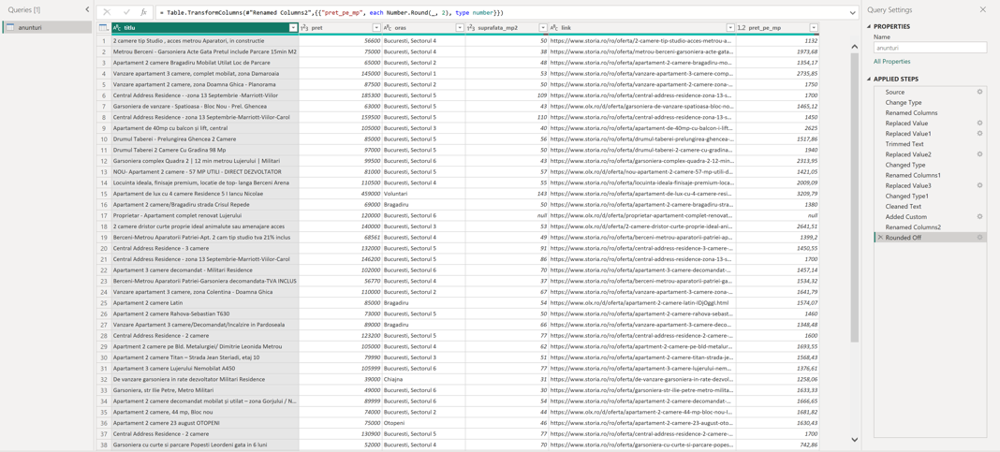 Queries [1]
= Table.TransformColumns(#"Renamed Columns2",{{"pret_pe_mp", each Number.Round(_, 2), type number}})
Query Settings
anunturi
titlu pret oras suprafata_mp2 link 1.2 pret_pe_mp
PROPERTIES
Name
anunturi
All Properties
APPLIED STEPS
Source
Change Type
Renamed Columns
Replaced Value
Replaced Value1
Trimmed Text
Replaced Value2
Changed Type
Renamed Columns1
Replaced Value3
Changed Type1
Cleaned Text
Added Custom
Renamed Columns2
Rounded Off
1 2 camere tip Studio , acces metrou Aparatori, in constructie 56600 Bucuresti, Sectorul 4 50 https://www.storia.ro/ro/oferta/2-camere-tip-studio-acces-metrou-a... 1132
2 Metrou Berceni - Garsoniera Acte Gata Pretul include Parcare 15min M2 75000 Bucuresti, Sectorul 4 38 https://www.storia.ro/ro/oferta/metrou-berceni-garsoniera-acte-gata... 1973,68
3 Apartament 2 camere Bragadiru Mobilat Utilat Loc de Parcare 65000 Bucuresti, Sectorul 2 48 https://www.storia.ro/ro/oferta/apartament-2-camere-bragadiru-mo... 1354,17
4 Vanzare apartament 3 camere, complet mobilat, zona Damaroaia 145000 Bucuresti, Sectorul 1 53 https://www.storia.ro/ro/oferta/vanzare-apartament-3-camere-comp... 2735,85
5 Vanzare apartament 2 camere, zona Doamna Ghica - Planorama 87500 Bucuresti, Sectorul 2 50 https://www.storia.ro/ro/oferta/vanzare-apartament-2-camere-zona-... 1750
6 Central Address Residence - -zona 13 Septembrie -Marriott-Viilor 185300 Bucuresti, Sectorul 5 109 https://www.storia.ro/ro/oferta/central-address-residence-zona-13-s... 1700
7 Garsoniera de vanzare - Spatioasa - Bloc Nou - Prel. Ghencea 63000 Bucuresti, Sectorul 5 43 https://www.olx.ro/d/oferta/garsoniera-de-vanzare-spatioasa-bloc-no... 1465,12
8 Central Address Residence - zona 13 Septembrie-Marriott-Viilor-Carol 159500 Bucuresti, Sectorul 5 110 https://www.storia.ro/ro/oferta/central-address-residence-zona-13-s... 1450
9 Apartament de 40mp cu balcon și lift, central 105000 Bucuresti, Sectorul 3 40 https://www.storia.ro/ro/oferta/apartament-de-40mp-cu-balcon-i-lift... 2625
10 Drumul Taberei - Prelungirea Ghencea 2 Camere 85000 Bucuresti, Sectorul 5 56 https://www.storia.ro/ro/oferta/drumul-taberei-prelungirea-ghencea-... 1517,86
11 Drumul Taberei 2 Camere Cu Gradina 98 Mp 97000 Bucuresti, Sectorul 5 50 https://www.storia.ro/ro/oferta/drumul-taberei-2-camere-cu-gradina-... 1940
12 Garsoniera complex Quadra 2 | 12 min metrou Lujerului | Militari 99500 Bucuresti, Sectorul 6 43 https://www.storia.ro/ro/oferta/garsoniera-complex-quadra-2-12-min-... 2313,95
13 NOU- Apartament 2 camere - 57 MP UTILI - DIRECT DEZVOLTATOR 81000 Bucuresti, Sectorul 5 57 https://www.olx.ro/d/oferta/nou-apartament-2-camere-57-mp-utili-d... 1421,05
14 Locuinta ideala, finisaje premium, locatie de top- langa Berceni Arena 110500 Bucuresti, Sectorul 4 55 https://www.storia.ro/ro/oferta/locuinta-ideala-finisaje-premium-loca... 2009,09
15 Apartament de lux cu 4 camere Residence 5 l Iancu Nicolae 459000 Voluntari 143 https://www.storia.ro/ro/oferta/apartament-de-lux-cu-4-camere-resi... 3209,79
16 Apartament 2 camere/Bragadiru strada Crisul Repede 69000 Bragadiru 50 https://www.storia.ro/ro/oferta/apartament-2-camere-bragadiru-stra... 1380
17 Proprietar - Apartament complet renovat Lujerului 120000 Bucuresti, Sectorul 6 null https://www.olx.ro/d/oferta/proprietar-apartament-complet-renovat... null
18 2 camere dristor curte proprie ideal animalute sau amenajare acces 140000 Bucuresti, Sectorul 3 53 https://www.olx.ro/d/oferta/2-camere-dristor-curte-proprie-ideal-ani... 2641,51
19 Berceni-Metrou Aparatorii Patriei-Apt. 2 cam tip studio tva 21% inclus 68561 Bucuresti, Sectorul 4 49 https://www.storia.ro/ro/oferta/berceni-metrou-aparatorii-patriei-apt... 1399,2
20 Central Address Residence - 3 camere 132000 Bucuresti, Sectorul 5 91 https://www.storia.ro/ro/oferta/central-address-residence-3-camere-... 1450,55
21 Central Address Residence - zona 13 Septembrie-Marriott-Viilor-Carol 146200 Bucuresti, Sectorul 5 86 https://www.storia.ro/ro/oferta/central-address-residence-zona-13-s... 1700
22 Apartament 3 camere decomandat - Militari Residence 102000 Bucuresti, Sectorul 6 70 https://www.storia.ro/ro/oferta/apartament-3-camere-decomandat-... 1457,14
23 Berceni-Metrou Aparatorii Patriei-Garsoniera decomandata-TVA INCLUS 56770 Bucuresti, Sectorul 4 37 https://www.storia.ro/ro/oferta/berceni-metrou-aparatorii-patriei-ga... 1534,32
24 Vanzare apartament 3 camere, zona Colentina - Doamna Ghica 110000 Bucuresti, Sectorul 2 67 https://www.storia.ro/ro/oferta/vanzare-apartament-3-camere-zona-... 1641,79
25 Apartament 2 camere Latin 85000 Bragadiru 54 https://www.olx.ro/d/oferta/apartament-2-camere-latin-IDjOggl.html 1574,07
26 Apartament 2 camere Rahova-Sebastian T630 73000 Bucuresti, Sectorul 5 50 https://www.storia.ro/ro/oferta/apartament-2-camere-rahova-sebast... 1460
27 Vanzare Apartament 3 camere/Decomandat/Incalzire in Pardoseala 89000 Bragadiru 66 https://www.storia.ro/ro/oferta/vanzare-apartament-3-camere-deco... 1348,48
28 Central Address Residence - 2 camere 123200 Bucuresti, Sectorul 5 77 https://www.storia.ro/ro/oferta/central-address-residence-2-camere-... 1600
29 Apartment 2 camere pe Bld. Metalurgiei/ Dimitrie Leonida Metrou 105000 Bucuresti, Sectorul 4 62 https://www.storia.ro/ro/oferta/apartment-2-camere-pe-bld-metalur... 1693,55
30 Apartament 2 camere Titan – Strada Jean Steriadi, etaj 10 79990 Bucuresti, Sectorul 3 51 https://www.storia.ro/ro/oferta/apartament-2-camere-titan-strada-je... 1568,43
31 Apartament 3 camere Lujerului Nemobilat A450 105999 Bucuresti, Sectorul 6 77 https://www.storia.ro/ro/oferta/apartament-3-camere-lujerului-nem... 1376,61
32 De vanzare garsoniera in rate dezvoltator Militari Residence 39000 Chiajna 31 https://www.storia.ro/ro/oferta/de-vanzare-garsoniera-in-rate-dezvol... 1258,06
33 Garsoniera, str Ilie Petre, Metro Militari 49000 Bucuresti, Sectorul 6 30 https://www.storia.ro/ro/oferta/garsoniera-str-ilie-petre-metro-milita... 1633,33
34 Apartament 2 camere decomandat mobilat și utilat – zona Gorjului / N... 89999 Bucuresti, Sectorul 6 54 https://www.storia.ro/ro/oferta/apartament-2-camere-decomandat-... 1666,65
35 Apartament 2 camere, 44 mp, Bloc nou 74000 Bucuresti, Sectorul 2 44 https://www.olx.ro/d/oferta/apartament-2-camere-44-mp-bloc-nou-I... 1681,82
36 Apartament 2 camere 23 august OTOPENI 75000 Otopeni 46 https://www.storia.ro/ro/oferta/apartament-2-camere-23-august-oto... 1630,43
37 Central Address Residence - 2 camere 130900 Bucuresti, Sectorul 5 77 https://www.storia.ro/ro/oferta/central-address-residence-2-camere-... 1700
38 Garsoniera cu curte si parcare Popesti Leordeni gata in 6 luni 52000 Bucuresti, Sectorul 4 70 https://www.storia.ro/ro/oferta/garsoniera-cu-curte-si-parcare-popes... 742,86